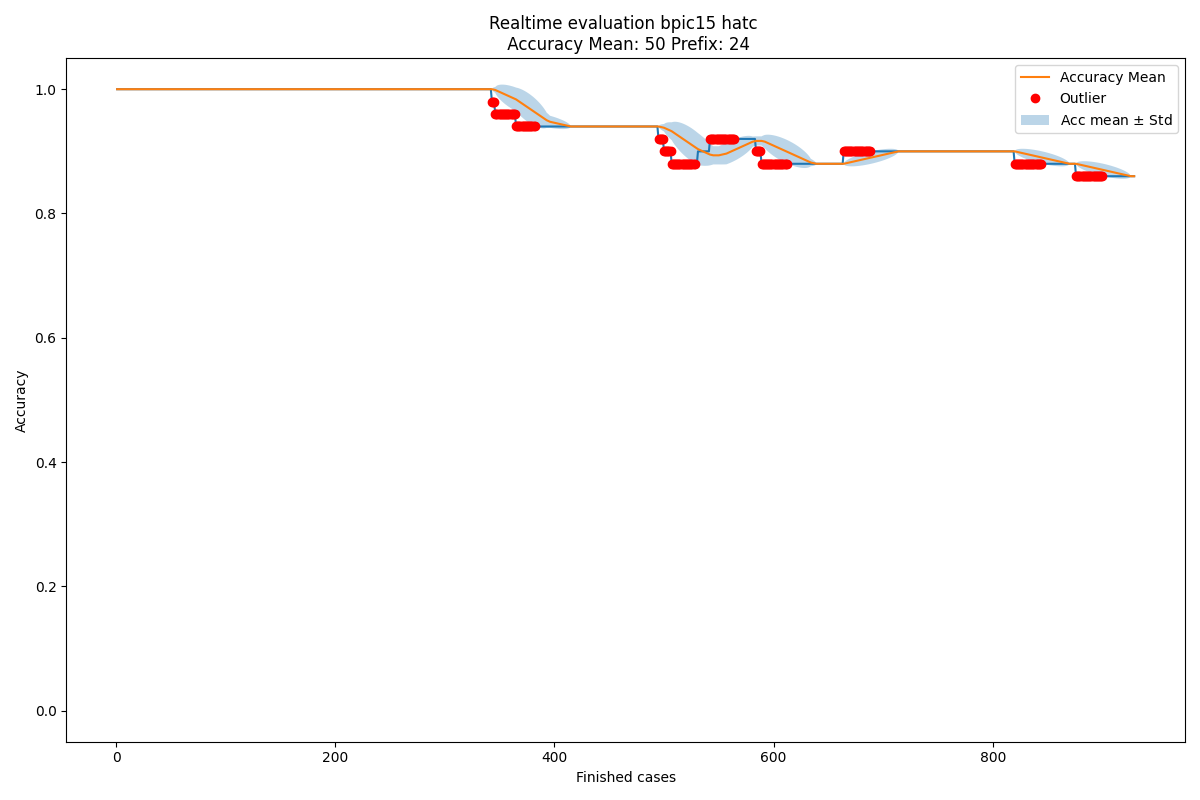 Realtime evaluation bpic15 hatc
Accuracy Mean: 50 Prefix: 24
Accuracy Mean
Outlier
Acc mean ± Std
1.0
0.8
0.6
0.4
0.2
0.0
Accuracy
0 200 400 600 800
Finished cases